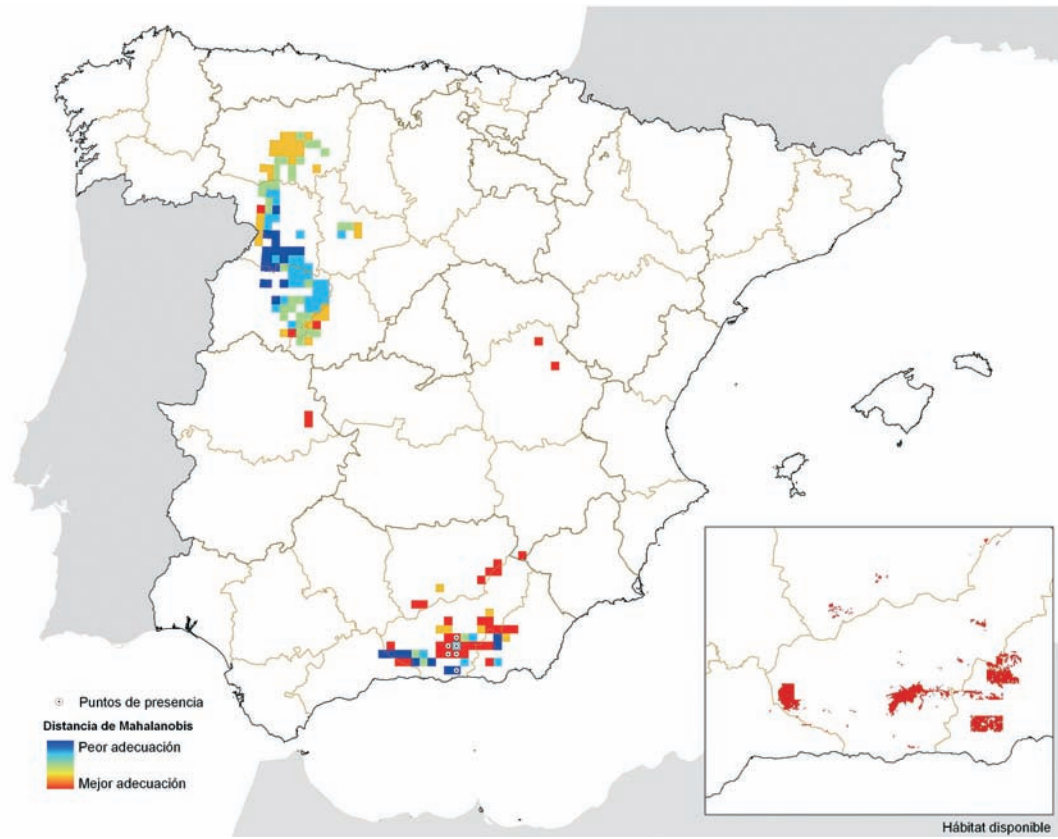 Puntos de presencia
Distancia de Mahalanobis
Peor adecuación
Mejor adecuación
Hábitat disponible